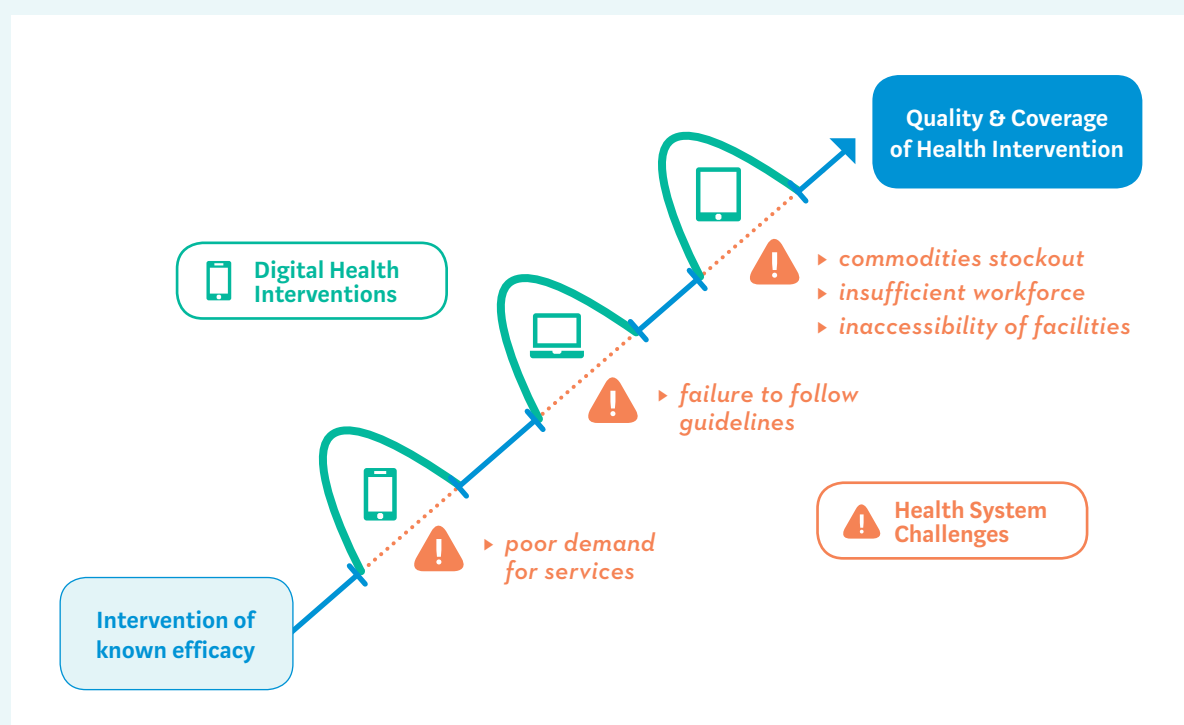 Quality & Coverage
of Health Intervention
Digital Health
Interventions
commodities stockout
insufficient workforce
inaccessibility of facilities
failure to follow
guidelines
Health System
Challenges
poor demand
for services
Intervention of
known efficacy